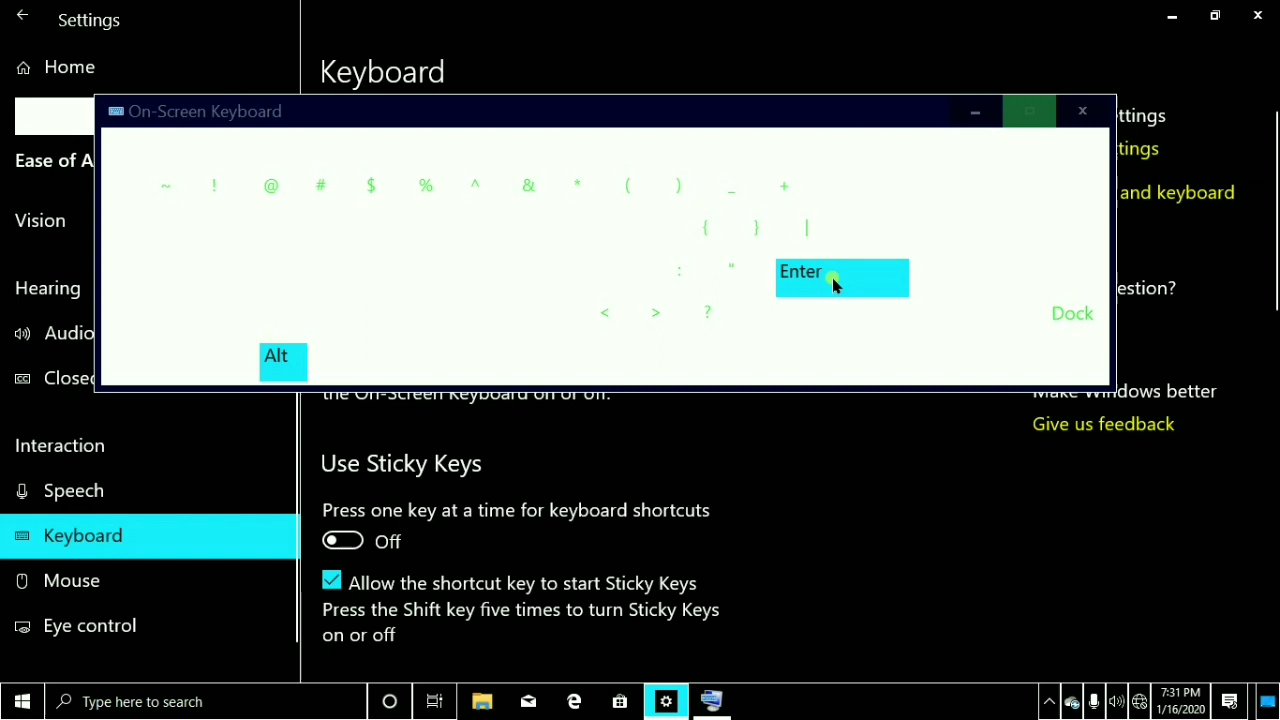 Settings
Home
Keyboard
On-Screen Keyboard
ttings
Ease of A
tings
~ ! @ # $ % ^ & * ( ) _ +
and keyboard
Vision
{ } |
: " Enter
Hearing
estion?
< > ? Dock
Audio
Alt
Closed
the On-Screen Keyboard on or off.
Make Windows better
Give us feedback
Interaction
Use Sticky Keys
Speech
Press one key at a time for keyboard shortcuts
Keyboard
Off
Mouse
Allow the shortcut key to start Sticky Keys
Press the Shift key five times to turn Sticky Keys
on or off
Eye control
Type here to search
7:31 PM
1/16/2020